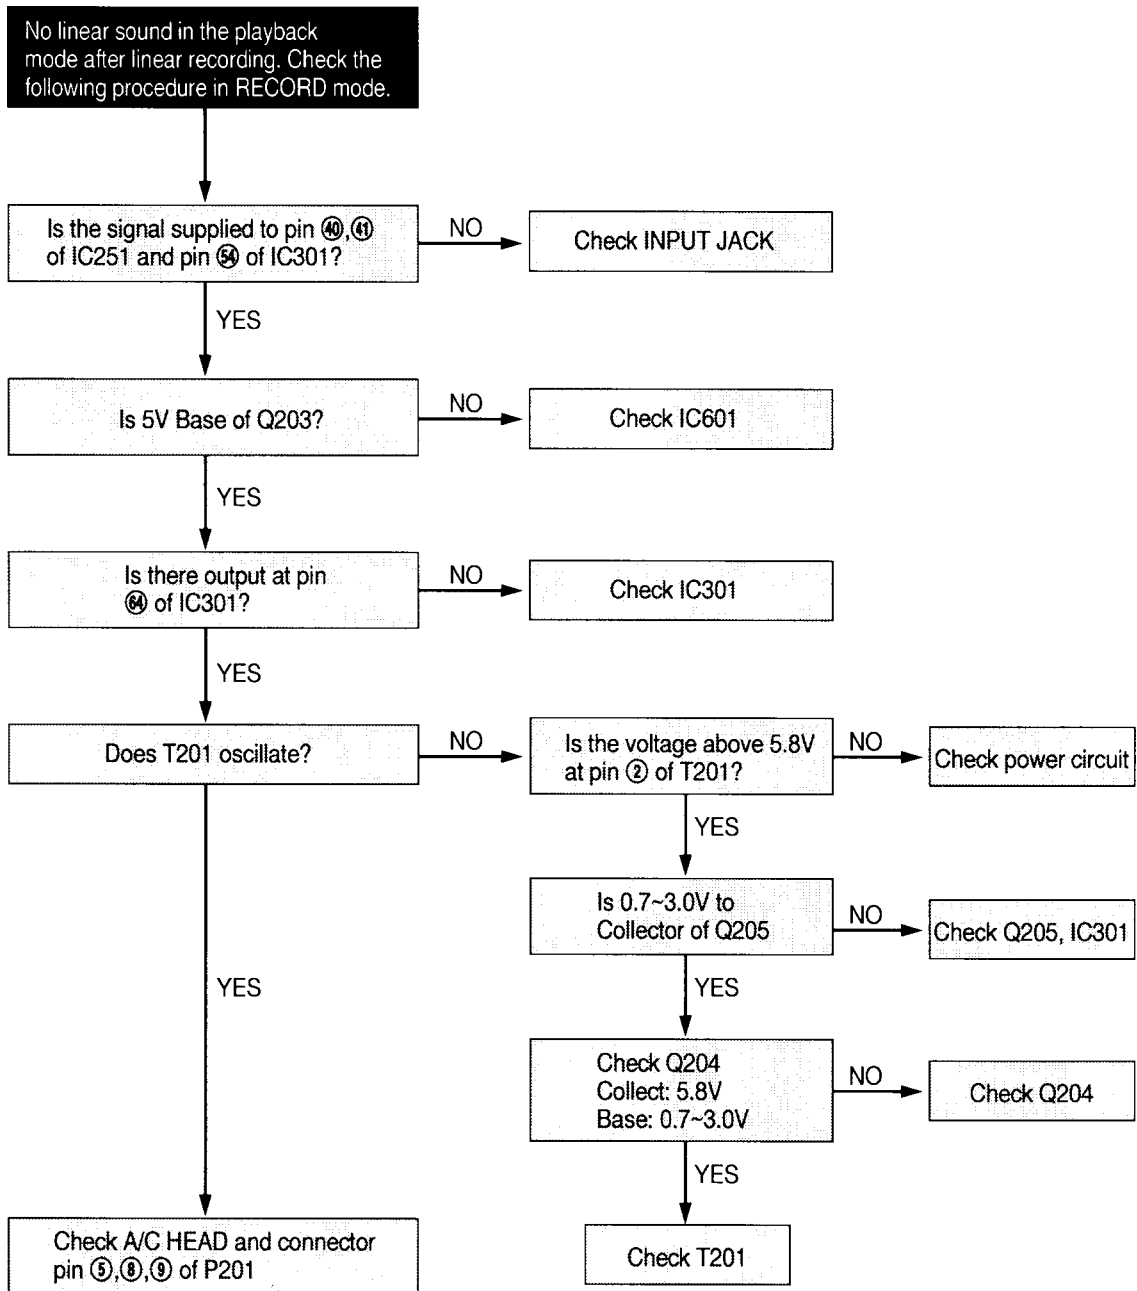 No linear sound in the playback
mode after linear recording. Check the
following procedure in RECORD mode.
Is the signal supplied to pin ㊵,㊶
of IC251 and pin 54 of IC301?
NO
Check INPUT JACK
YES
Is 5V Base of Q203?
NO
Check IC601
YES
Is there output at pin
64 of IC301?
NO
Check IC301
YES
Does T201 oscillate?
NO
Is the voltage above 5.8V
at pin ② of T201?
NO
Check power circuit
YES
Is 0.7~3.0V to
Collector of Q205
NO
Check Q205, IC301
YES
YES
Check Q204
Collect: 5.8V
Base: 0.7~3.0V
NO
Check Q204
YES
Check A/C HEAD and connector
pin ⑤,⑧,⑨ of P201
Check T201